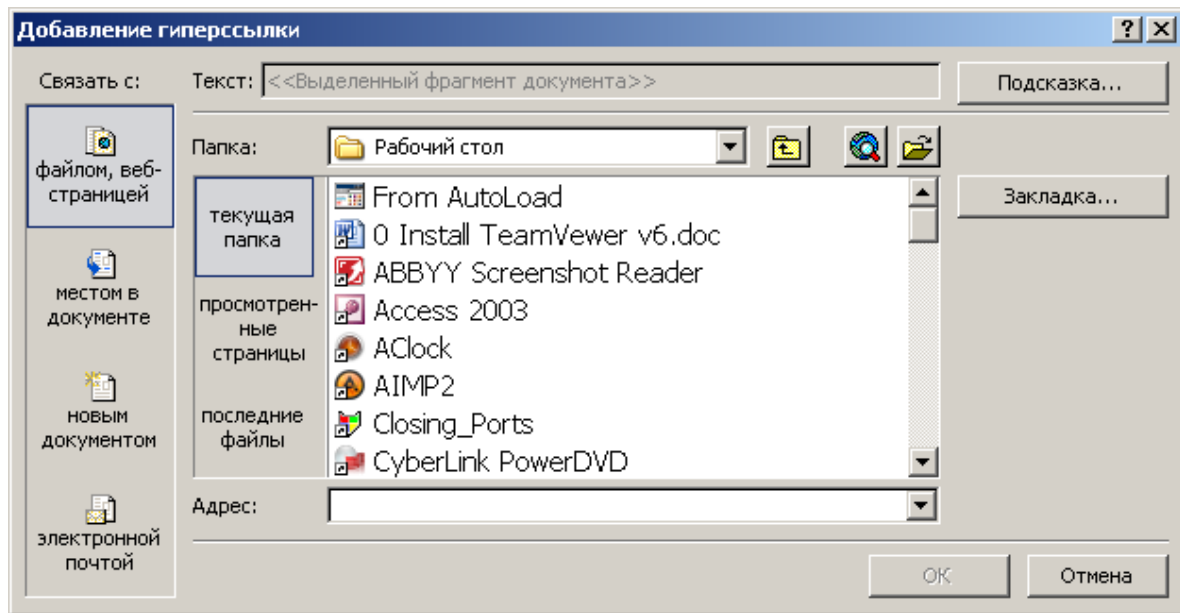 Добавление гиперссылки
Связать с:
Текст: <<Выделенный фрагмент документа>>
Подсказка...
файлом, веб-
страницей
местом в
документе
новым
документом
электронной
почтой
Папка: Рабочий стол
текущая
папка
просмотрен-
ные
страницы
последние
файлы
From AutoLoad
0 Install TeamVewer v6.doc
ABBYY Screenshot Reader
Access 2003
AClock
AIMP2
Closing_Ports
CyberLink PowerDVD
Закладка...
Адрес:
OK
Отмена